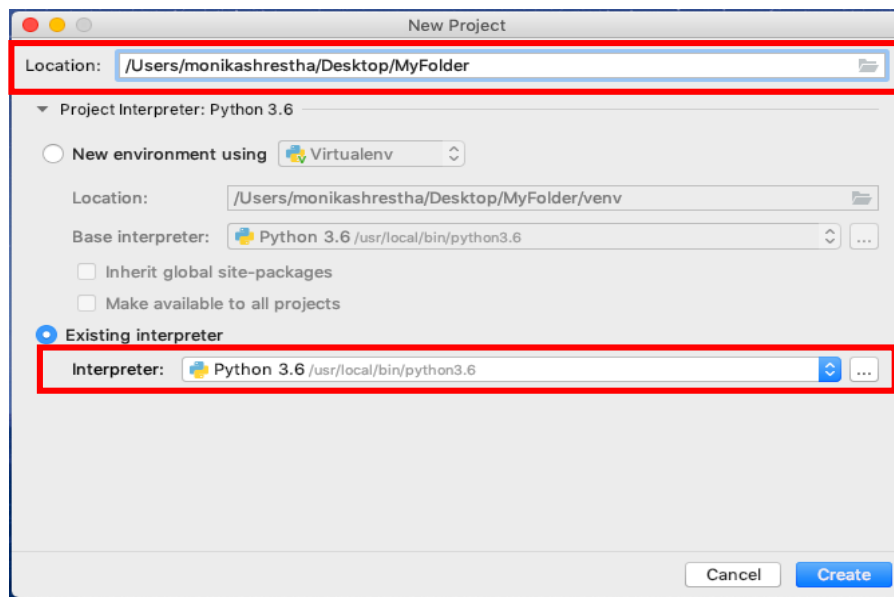 New Project
Location: /Users/monikashrestha/Desktop/MyFolder
Project Interpreter: Python 3.6
New environment using Virtualenv
Location: /Users/monikashrestha/Desktop/MyFolder/venv
Base interpreter: Python 3.6 /usr/local/bin/python3.6 ...
Inherit global site-packages
Make available to all projects
Existing interpreter
Interpreter: Python 3.6 /usr/local/bin/python3.6 ...
Cancel Create